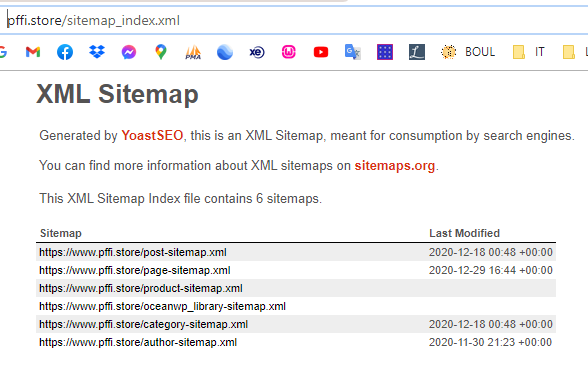 pffi.store/sitemap_index.xml
PMA BOUL IT
XML Sitemap
Generated by YoastSEO, this is an XML Sitemap, meant for consumption by search engines.
You can find more information about XML sitemaps on sitemaps.org.
This XML Sitemap Index file contains 6 sitemaps.
Sitemap Last Modified
https://www.pffi.store/post-sitemap.xml 2020-12-18 00:48 +00:00
https://www.pffi.store/page-sitemap.xml 2020-12-29 16:44 +00:00
https://www.pffi.store/product-sitemap.xml
https://www.pffi.store/oceanwp_library-sitemap.xml
https://www.pffi.store/category-sitemap.xml 2020-12-18 00:48 +00:00
https://www.pffi.store/author-sitemap.xml 2020-11-30 21:23 +00:00